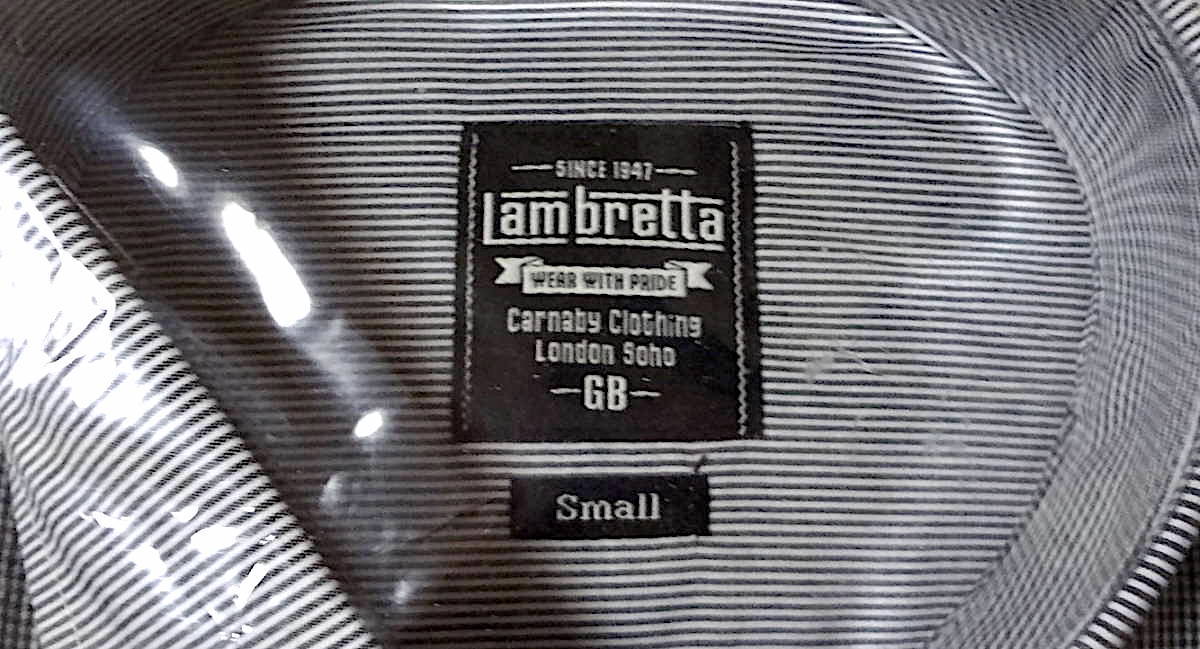 SINCE 1947
Lambretta
WEAR WITH PRIDE
Carnaby Clothing
London Soho
GB
Small